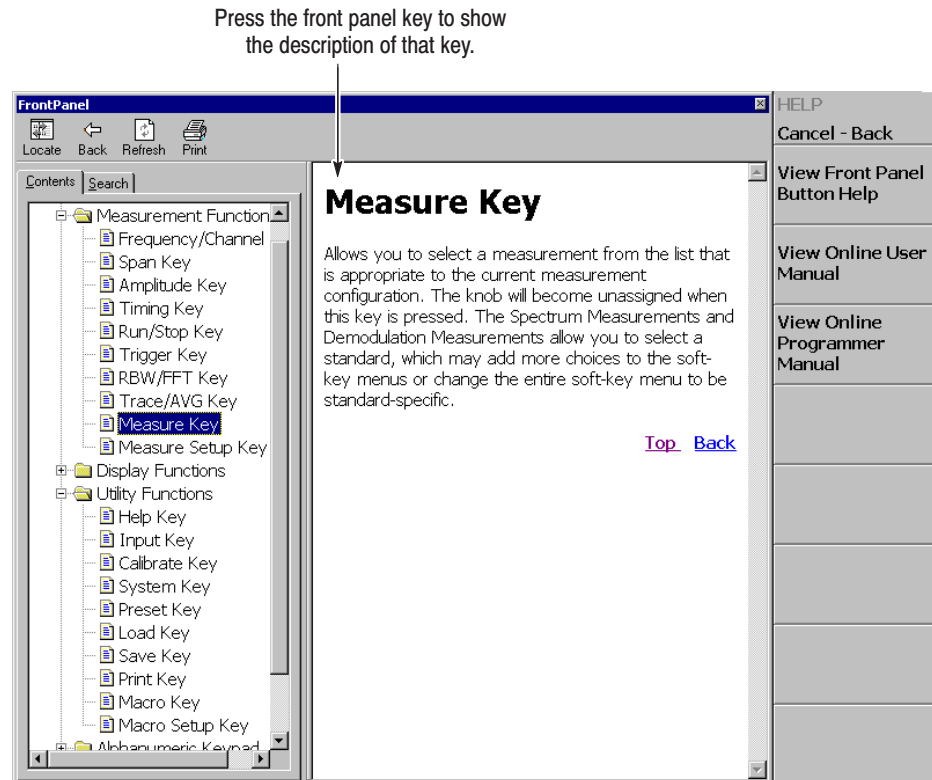 Press the front panel key to show
the description of that key.
FrontPanel
Locate Back Refresh Print
Contents Search
Measurement Function
Frequency/Channel
Span Key
Amplitude Key
Timing Key
Run/Stop Key
Trigger Key
RBW/FFT Key
Trace/AVG Key
Measure Key
Measure Setup Key
Display Functions
Utility Functions
Help Key
Input Key
Calibrate Key
System Key
Preset Key
Load Key
Save Key
Print Key
Macro Key
Macro Setup Key
Alphanumeric Keypad
Measure Key
Allows you to select a measurement from the list that
is appropriate to the current measurement
configuration. The knob will become unassigned when
this key is pressed. The Spectrum Measurements and
Demodulation Measurements allow you to select a
standard, which may add more choices to the soft-
key menus or change the entire soft-key menu to be
standard-specific.
Top Back
HELP
Cancel - Back
View Front Panel
Button Help
View Online User
Manual
View Online
Programmer
Manual